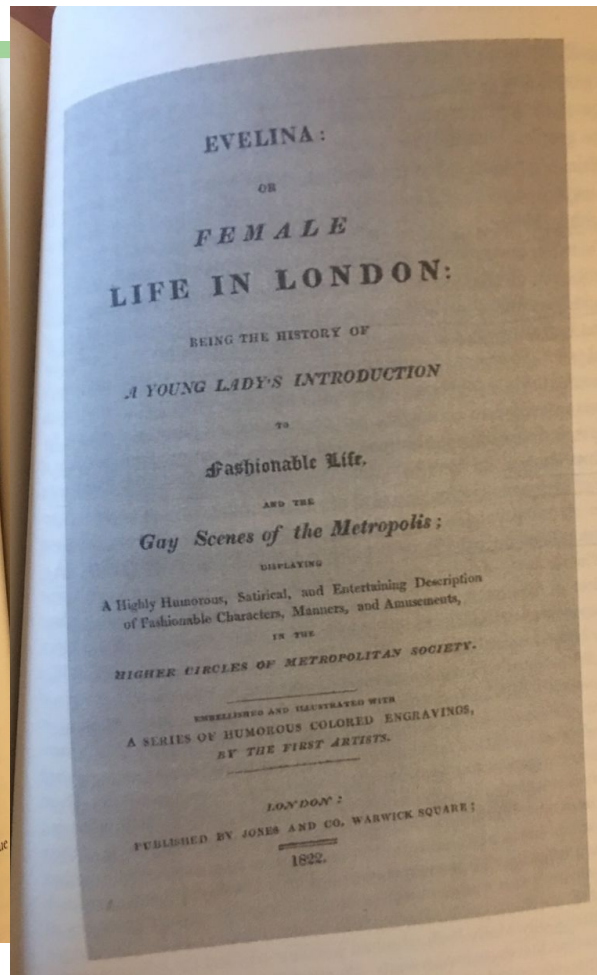 EVELINA:
OR
FEMALE
LIFE IN LONDON:
BEING THE HISTORY OF
A YOUNG LADY'S INTRODUCTION
TO
Fashionable Life,
AND THE
Gay Scenes of the Metropolis;
DISPLAYING
A Highly Humorous, Satirical, and Entertaining Description
of Fashionable Characters, Manners, and Amusements,
IN THE
HIGHER CIRCLES OF METROPOLITAN SOCIETY.
EMBELLISHED AND ILLUSTRATED WITH
A SERIES OF HUMOROUS COLORED ENGRAVINGS,
BY THE FIRST ARTISTS.
LONDON:
PUBLISHED BY JONES AND CO. WARWICK SQUARE;
1822.